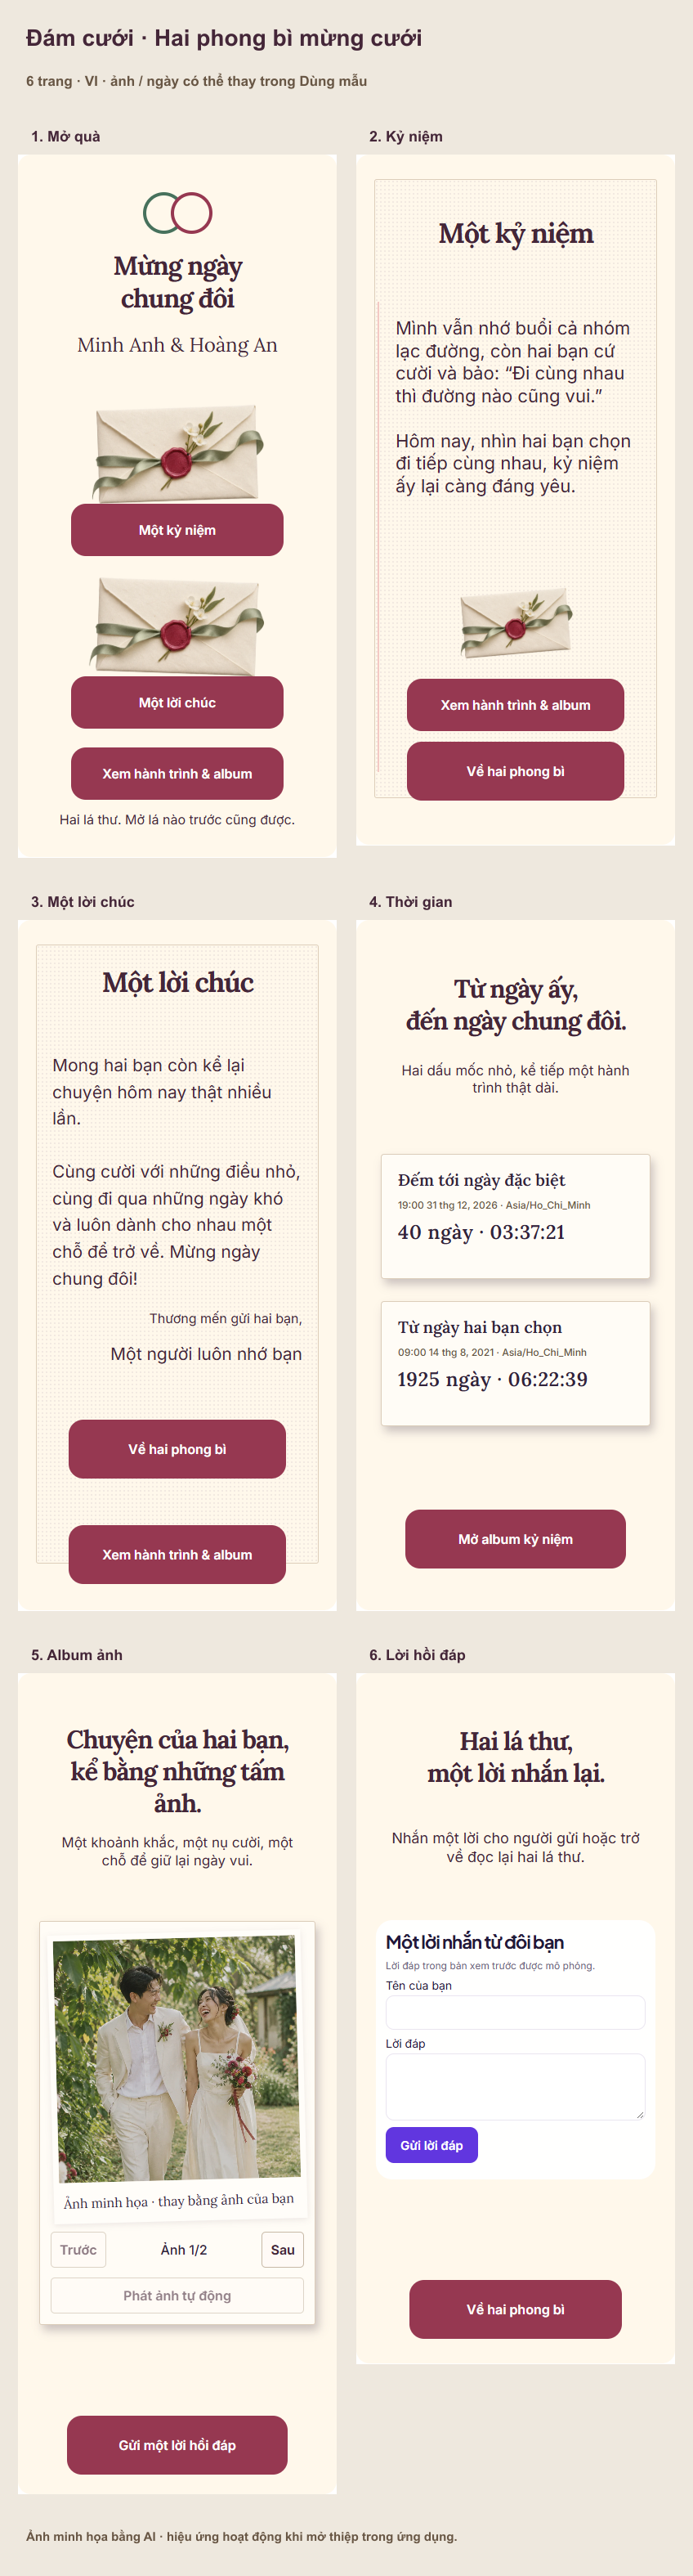 Đám cưới · Hai phong bì mừng cưới
6 trang · VI · ảnh / ngày có thể thay trong Dùng mẫu
1. Mở quà
Mừng ngày
chung đôi
Minh Anh & Hoàng An
Một kỷ niệm
Một lời chúc
Xem hành trình & album
Hai lá thư. Mở lá nào trước cũng được.
2. Kỷ niệm
Một kỷ niệm
Mình vẫn nhớ buổi cả nhóm
lạc đường, còn hai bạn cứ
cười và bảo: “Đi cùng nhau
thì đường nào cũng vui.”
Hôm nay, nhìn hai bạn chọn
đi tiếp cùng nhau, kỷ niệm
ấy lại càng đáng yêu.
Xem hành trình & album
Về hai phong bì
3. Một lời chúc
Một lời chúc
Mong hai bạn còn kể lại
chuyện hôm nay thật nhiều
lần.
Cùng cười với những điều nhỏ,
cùng đi qua những ngày khó
và luôn dành cho nhau một
chỗ để trở về. Mừng ngày
chung đôi!
Thương mến gửi hai bạn,
Một người luôn nhớ bạn
Về hai phong bì
Xem hành trình & album
4. Thời gian
Từ ngày ấy,
đến ngày chung đôi.
Hai dấu mốc nhỏ, kể tiếp một hành
trình thật dài.
Đếm tới ngày đặc biệt
19:00 31 thg 12, 2026 · Asia/Ho_Chi_Minh
40 ngày · 03:37:21
Từ ngày hai bạn chọn
09:00 14 thg 8, 2021 · Asia/Ho_Chi_Minh
1925 ngày · 06:22:39
Mở album kỷ niệm
5. Album ảnh
Chuyện của hai bạn,
kể bằng những tấm
ảnh.
Một khoảnh khắc, một nụ cười, một
chỗ để giữ lại ngày vui.
Ảnh minh họa · thay bằng ảnh của bạn
Trước
Ảnh 1/2
Sau
Phát ảnh tự động
Gửi một lời hồi đáp
6. Lời hồi đáp
Hai lá thư,
một lời nhắn lại.
Nhắn một lời cho người gửi hoặc trở
về đọc lại hai lá thư.
Một lời nhắn từ đôi bạn
Lời đáp trong bản xem trước được mô phỏng.
Tên của bạn
Lời đáp
Gửi lời đáp
Về hai phong bì
Ảnh minh họa bằng AI · hiệu ứng hoạt động khi mở thiệp trong ứng dụng.